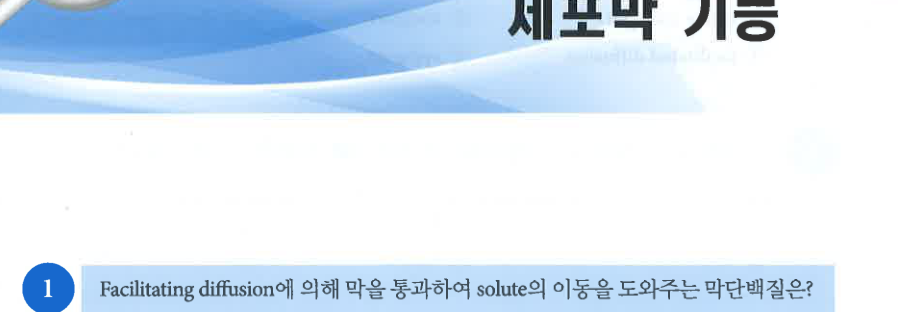 세포막 기능
1
Facilitating diffusion에 의해 막을 통과하여 solute의 이동을 도와주는 막단백질은?